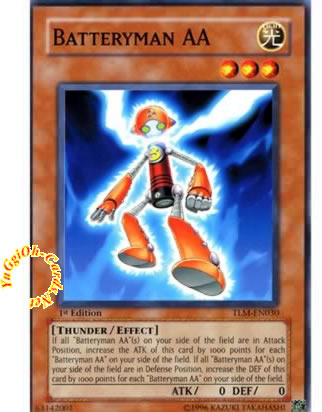 BATTERYMAN AA
光
YuGgiOh-Cards.Net
1st Edition TLM-EN030
[THUNDER / EFFECT]
If all "Batteryman AA"(s) on your side of the field are in Attack
Position, increase the ATK of this card by 1000 points for each
"Batteryman AA" on your side of the field. If all "Batteryman AA"(s) on
your side of the field are in Defense Position, increase the DEF of this
card by 1000 points for each "Batteryman AA" on your side of the field.
ATK/ 0 DEF/ 0
63142001 ©1996 KAZUKI TAKAHASHI